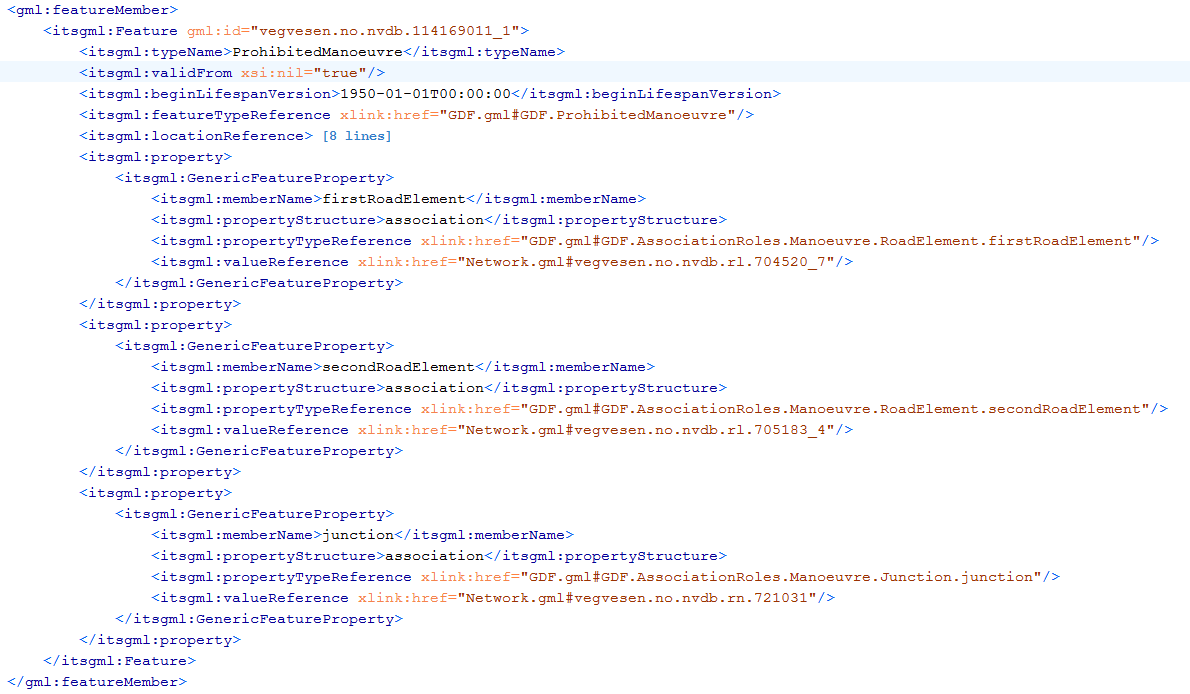 <gml:featureMember>
<itsgml:Feature gml:id="vegvesen.no.nvdb.114169011_1">
<itsgml:typeName>ProhibitedManoeuvre</itsgml:typeName>
<itsgml:validFrom xsi:nil="true"/>
<itsgml:beginLifespanVersion>1950-01-01T00:00:00</itsgml:beginLifespanVersion>
<itsgml:featureTypeReference xlink:href="GDF.gml#GDF.ProhibitedManoeuvre"/>
<itsgml:locationReference> [8 lines]
<itsgml:property>
<itsgml:GenericFeatureProperty>
<itsgml:memberName>firstRoadElement</itsgml:memberName>
<itsgml:propertyStructure>association</itsgml:propertyStructure>
<itsgml:propertyTypeReference xlink:href="GDF.gml#GDF.AssociationRoles.Manoeuvre.RoadElement.firstRoadElement"/>
<itsgml:valueReference xlink:href="Network.gml#vegvesen.no.nvdb.rl.704520_7"/>
</itsgml:GenericFeatureProperty>
</itsgml:property>
<itsgml:property>
<itsgml:GenericFeatureProperty>
<itsgml:memberName>secondRoadElement</itsgml:memberName>
<itsgml:propertyStructure>association</itsgml:propertyStructure>
<itsgml:propertyTypeReference xlink:href="GDF.gml#GDF.AssociationRoles.Manoeuvre.RoadElement.secondRoadElement"/>
<itsgml:valueReference xlink:href="Network.gml#vegvesen.no.nvdb.rl.705183_4"/>
</itsgml:GenericFeatureProperty>
</itsgml:property>
<itsgml:property>
<itsgml:GenericFeatureProperty>
<itsgml:memberName>junction</itsgml:memberName>
<itsgml:propertyStructure>association</itsgml:propertyStructure>
<itsgml:propertyTypeReference xlink:href="GDF.gml#GDF.AssociationRoles.Manoeuvre.Junction.junction"/>
<itsgml:valueReference xlink:href="Network.gml#vegvesen.no.nvdb.rn.721031"/>
</itsgml:GenericFeatureProperty>
</itsgml:property>
</itsgml:Feature>
</gml:featureMember>